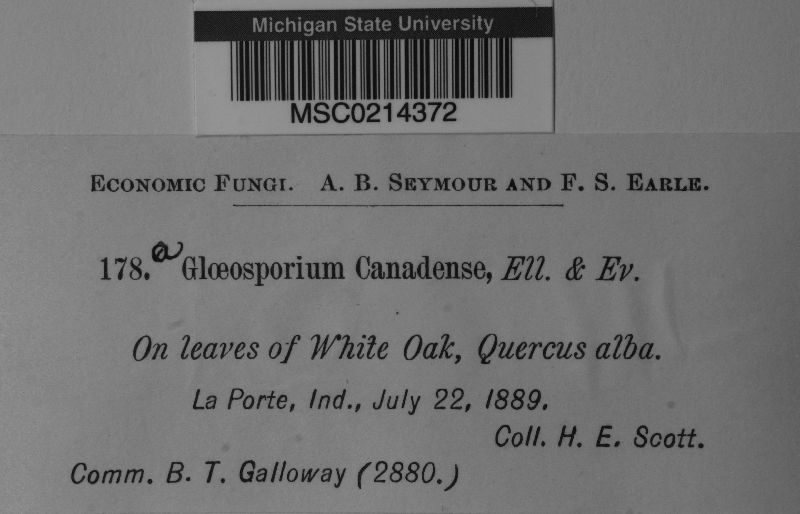 Michigan State University
MSC0214372
ECONOMIC FUNGI. A. B. SEYMOUR AND F. S. EARLE.
178.a Glœosporium Canadense, Ell. & Ev.
On leaves of White Oak, Quercus alba.
La Porte, Ind., July 22, 1889.
Coll. H. E. Scott.
Comm. B. T. Galloway (2880.)